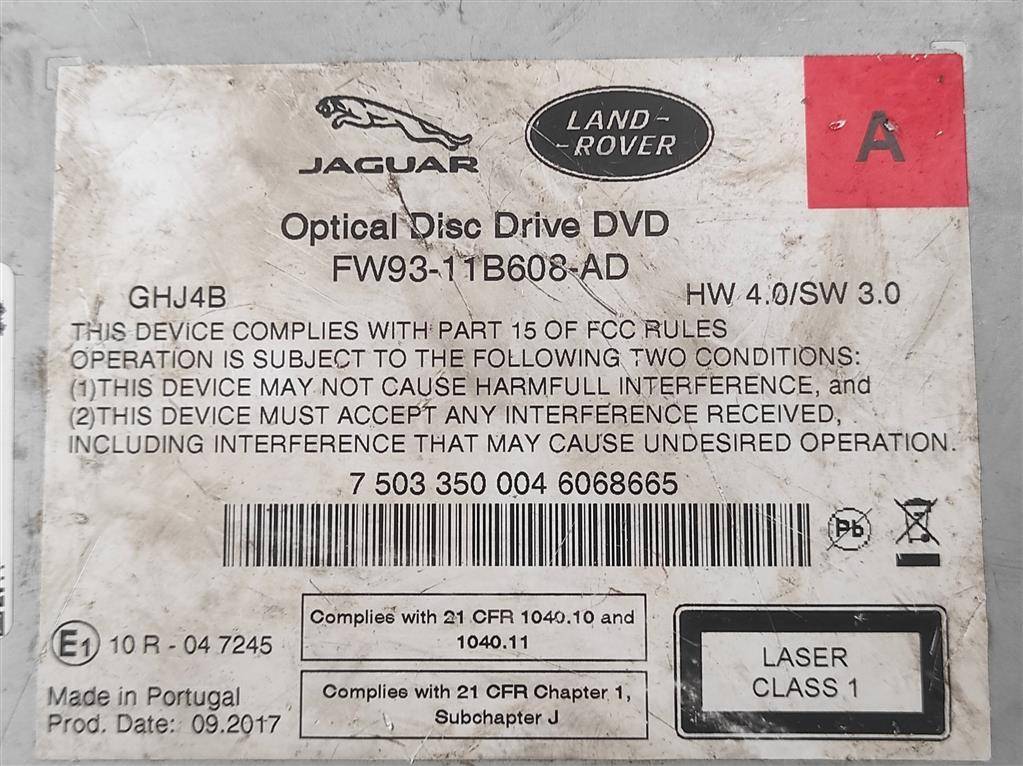 JAGUAR
LAND-
-ROVER
A
Optical Disc Drive DVD
FW93-11B608-AD
GHJ4B
HW 4.0/SW 3.0
THIS DEVICE COMPLIES WITH PART 15 OF FCC RULES
OPERATION IS SUBJECT TO THE FOLLOWING TWO CONDITIONS:
(1)THIS DEVICE MAY NOT CAUSE HARMFULL INTERFERENCE, and
(2)THIS DEVICE MUST ACCEPT ANY INTERFERENCE RECEIVED,
INCLUDING INTERFERENCE THAT MAY CAUSE UNDESIRED OPERATION.
7 503 350 004 6068665
Pb
E1 10 R - 04 7245
Complies with 21 CFR 1040.10 and
1040.11
LASER
CLASS 1
Made in Portugal
Prod. Date: 09.2017
Complies with 21 CFR Chapter 1,
Subchapter J